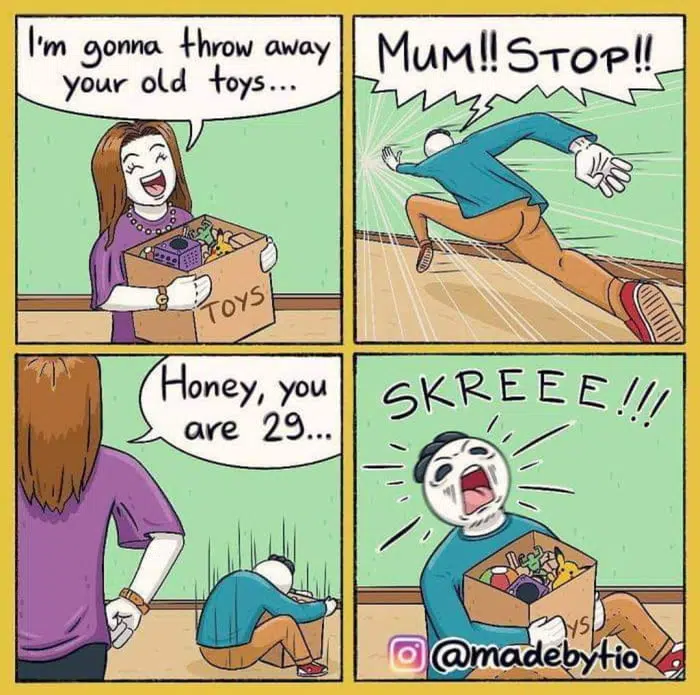 I'm gonna throw away
your old toys...
TOYS
MUM!! STOP!!
Honey, you
are 29...
SKREEE!!!
YS
@madebytio